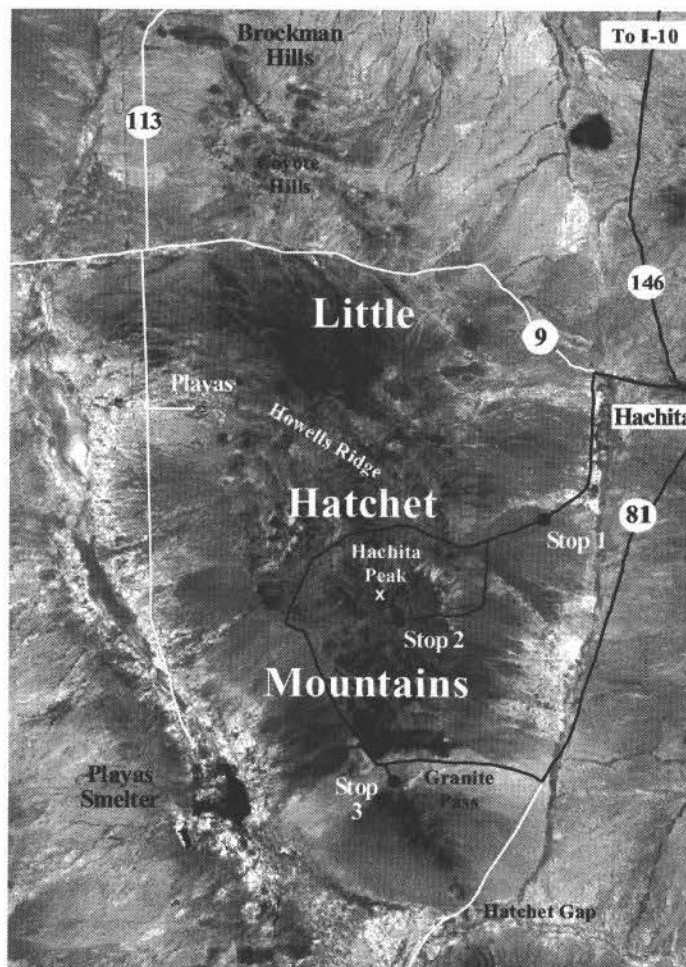 Brockman
Hills
To I-10
113
Coyote
Hills
146
Little
9
Playas
Hachita
Howells Ridge
Hatchet
81
Stop 1
Hachita
Peak
x
Stop 2
Mountains
Playas
Smelter
Stop
3
Granite
Pass
Hatchet Gap